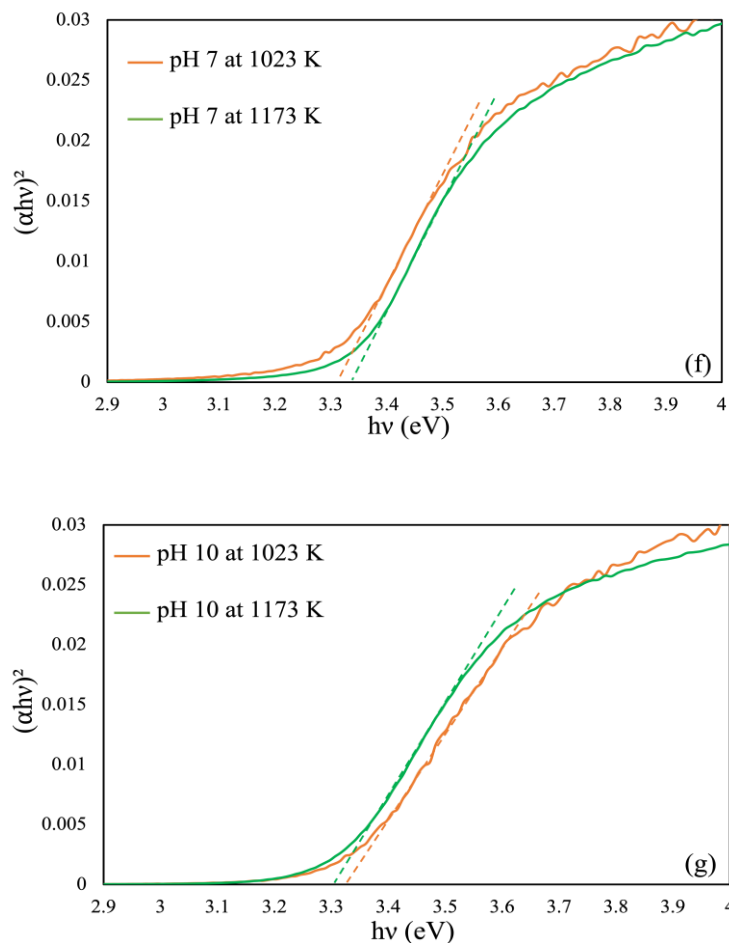 0.03
pH 7 at 1023 K
0.025
pH 7 at 1173 K
0.02
(αhν)²
0.015
0.01
0.005
(f)
0
2.9 3 3.1 3.2 3.3 3.4 3.5 3.6 3.7 3.8 3.9 4
hν (eV)
0.03
pH 10 at 1023 K
0.025
pH 10 at 1173 K
0.02
(αhν)²
0.015
0.01
0.005
(g)
0
2.9 3 3.1 3.2 3.3 3.4 3.5 3.6 3.7 3.8 3.9 4
hν (eV)